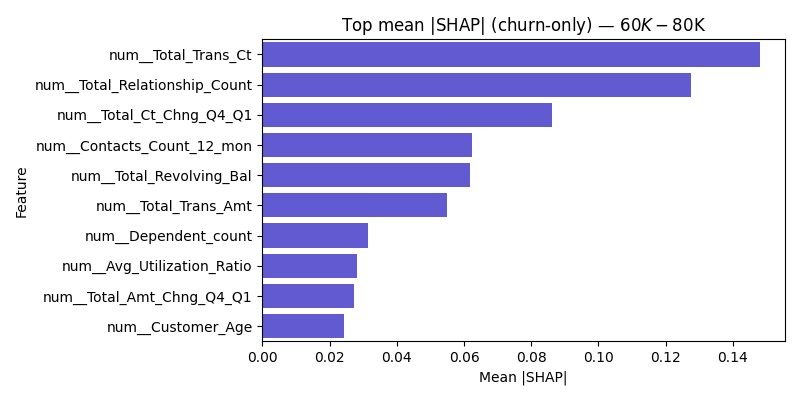 Top mean |SHAP| (churn-only) — 60K − 80K
num__Total_Trans_Ct
num__Total_Relationship_Count
num__Total_Ct_Chng_Q4_Q1
num__Contacts_Count_12_mon
num__Total_Revolving_Bal
num__Total_Trans_Amt
num__Dependent_count
num__Avg_Utilization_Ratio
num__Total_Amt_Chng_Q4_Q1
num__Customer_Age
Feature
0.00 0.02 0.04 0.06 0.08 0.10 0.12 0.14
Mean |SHAP|